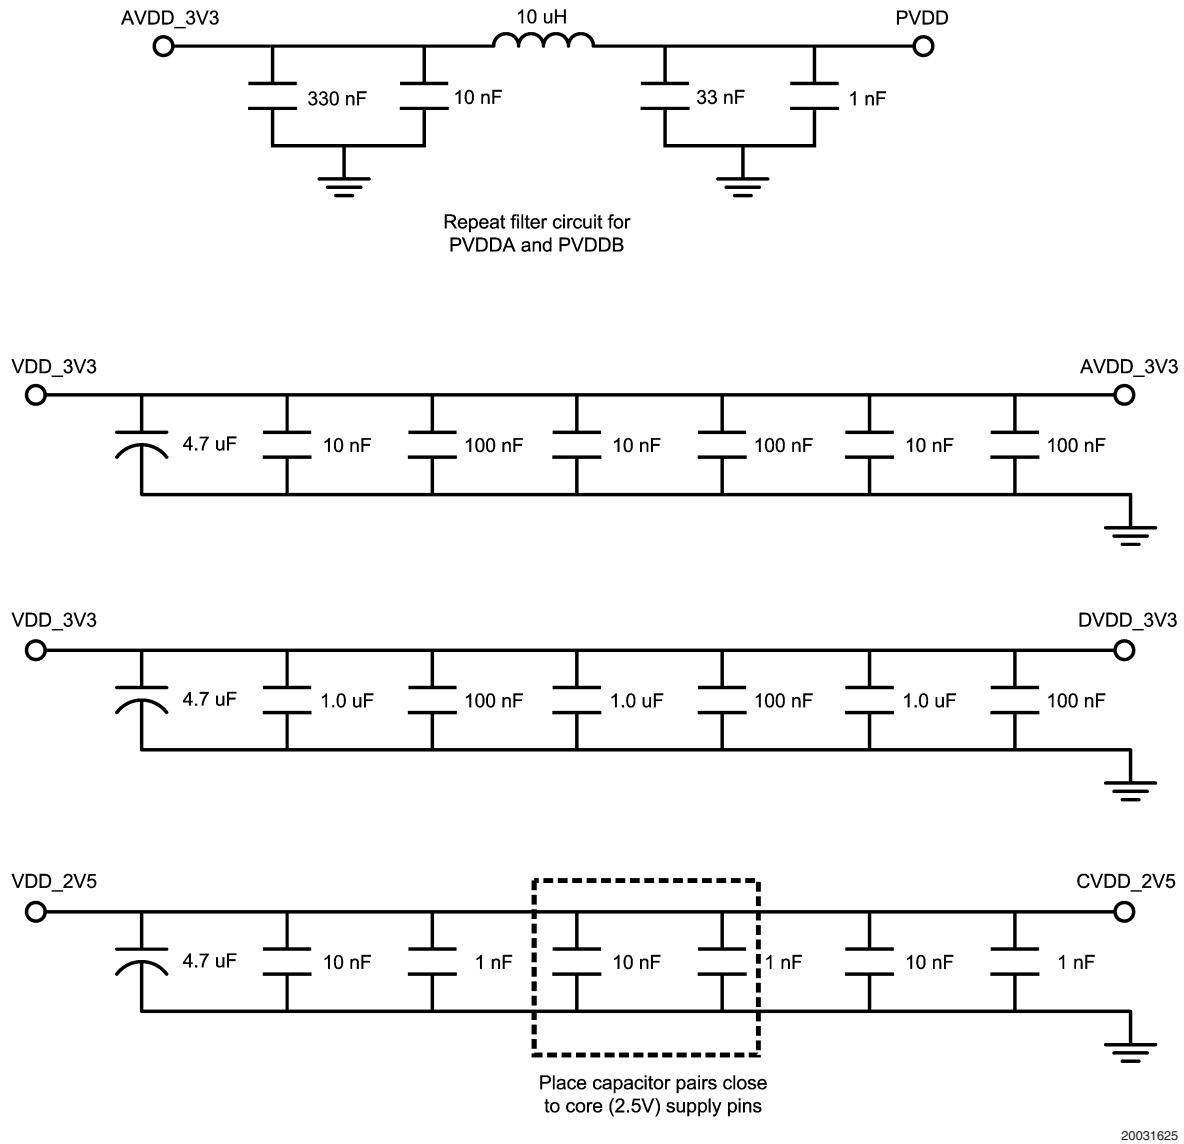 AVDD_3V3 10 uH PVDD
330 nF 10 nF 33 nF 1 nF
Repeat filter circuit for
PVDDA and PVDDB
VDD_3V3 AVDD_3V3
4.7 uF 10 nF 100 nF 10 nF 100 nF 10 nF 100 nF
VDD_3V3 DVDD_3V3
4.7 uF 1.0 uF 100 nF 1.0 uF 100 nF 1.0 uF 100 nF
VDD_2V5 CVDD_2V5
4.7 uF 10 nF 1 nF 10 nF 1 nF 10 nF 1 nF
Place capacitor pairs close
to core (2.5V) supply pins
20031625